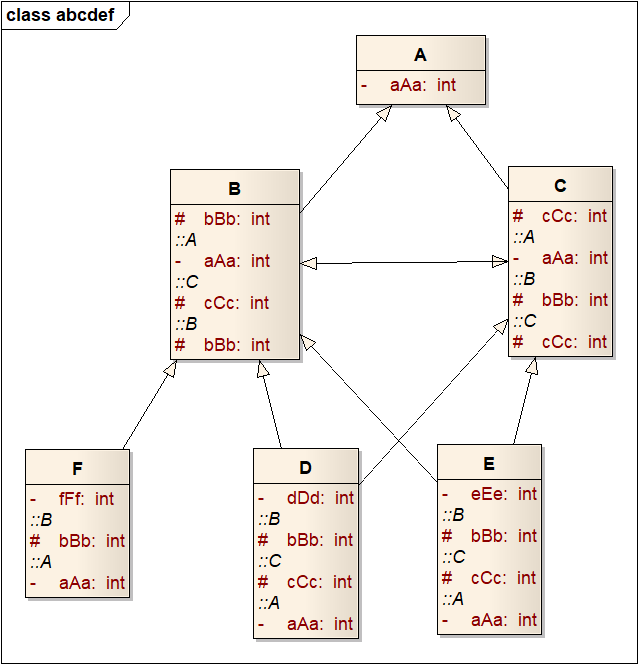 class abcdef
A
- aAa: int
B
# bBb: int
::A
- aAa: int
::C
# cCc: int
::B
# bBb: int
C
# cCc: int
::A
- aAa: int
::B
# bBb: int
::C
# cCc: int
F
- fFf: int
::B
# bBb: int
::A
- aAa: int
D
- dDd: int
::B
# bBb: int
::C
# cCc: int
::A
- aAa: int
E
- eEe: int
::B
# bBb: int
::C
# cCc: int
::A
- aAa: int